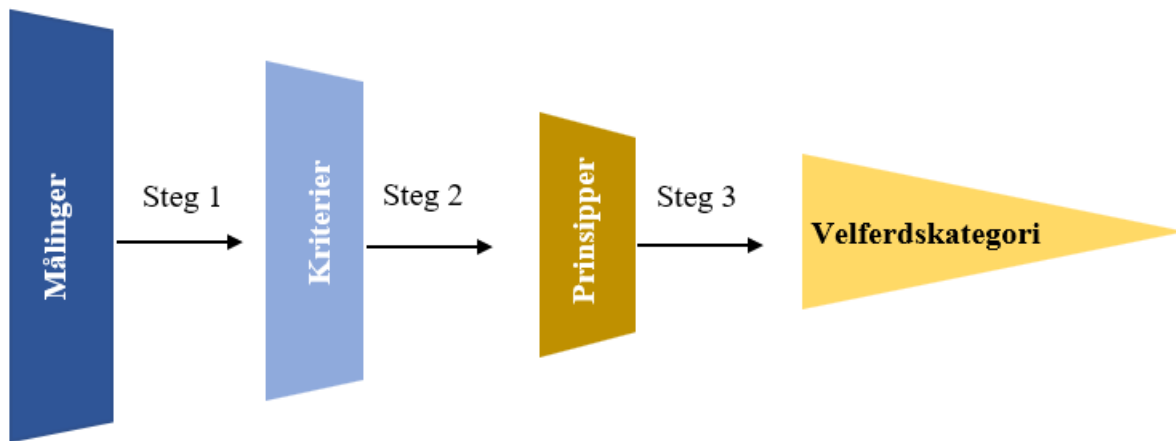 Målinger
Steg 1
Kriterier
Steg 2
Prinsipper
Steg 3
Velferdskategori